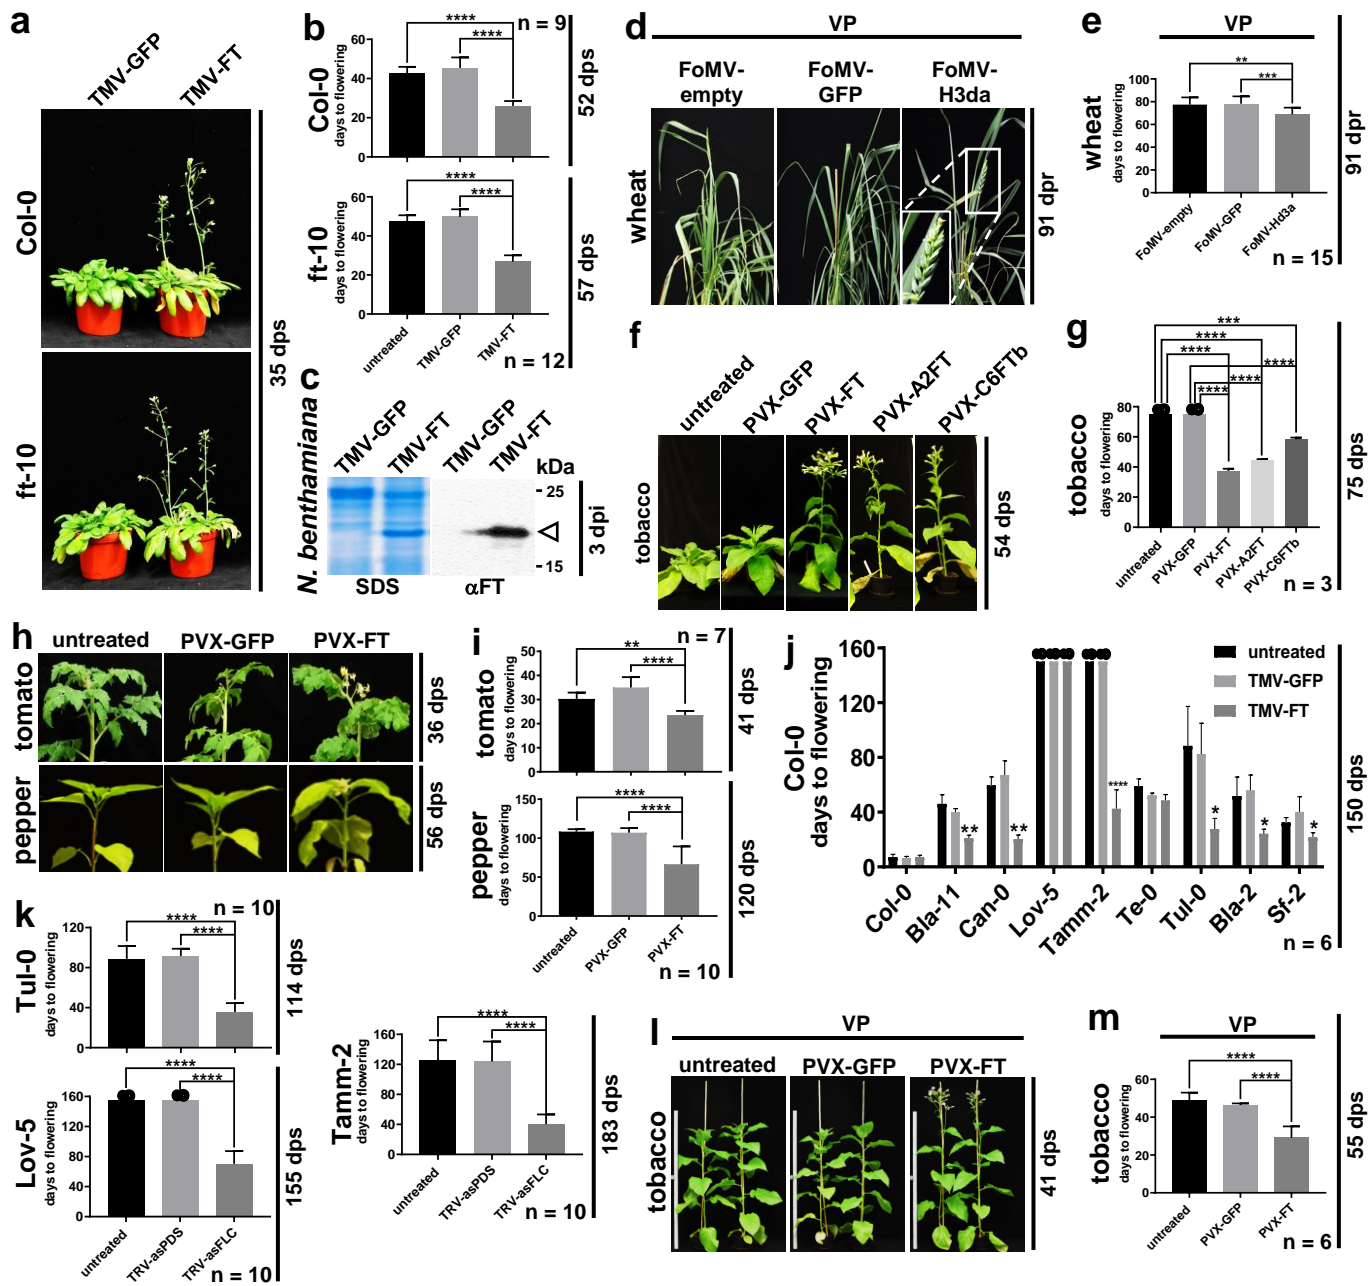 a
TMV-GFP
TMV-FT
Col-0
ft-10
35 dps
b
n = 9
****
****
Col-0
days to flowering
60
40
20
0
52 dps
****
****
ft-10
days to flowering
60
40
20
0
untreated
TMV-GFP
TMV-FT
n = 12
57 dps
c
TMV-GFP
TMV-FT
TMV-GFP
TMV-FT
N. benthamiana
kDa
- 25
- 15
SDS
αFT
3 dpi
d
VP
FoMV-
empty
FoMV-
GFP
FoMV-
H3da
wheat
91 dpr
e
VP
**
***
wheat
days to flowering
100
80
60
40
20
0
FoMV-empty
FoMV-GFP
FoMV-Hd3a
n = 15
91 dpr
f
untreated
PVX-GFP
PVX-FT
PVX-A2FT
PVX-C6FTb
tobacco
54 dps
g
***
****
****
****
****
****
tobacco
days to flowering
80
60
40
20
0
untreated
PVX-GFP
PVX-FT
PVX-A2FT
PVX-C6FTb
n = 3
75 dps
h
untreated
PVX-GFP
PVX-FT
tomato
36 dps
pepper
56 dps
i
n = 7
**
****
tomato
days to flowering
50
40
30
20
10
0
41 dps
****
****
pepper
days to flowering
150
100
50
0
untreated
PVX-GFP
PVX-FT
n = 10
120 dps
j
untreated
TMV-GFP
TMV-FT
Col-0
days to flowering
160
120
80
40
0
**
**
****
*
*
*
Col-0
Bla-11
Can-0
Lov-5
Tamm-2
Te-0
Tul-0
Bla-2
Sf-2
n = 6
150 dps
k
n = 10
****
****
Tul-0
days to flowering
120
80
40
0
114 dps
****
****
Lov-5
days to flowering
160
120
80
40
0
untreated
TRV-asPDS
TRV-asFLC
n = 10
155 dps
****
****
Tamm-2
days to flowering
160
120
80
40
0
untreated
TRV-asPDS
TRV-asFLC
n = 10
183 dps
l
VP
untreated
PVX-GFP
PVX-FT
tobacco
41 dps
m
VP
****
****
tobacco
days to flowering
60
40
20
0
untreated
PVX-GFP
PVX-FT
n = 6
55 dps